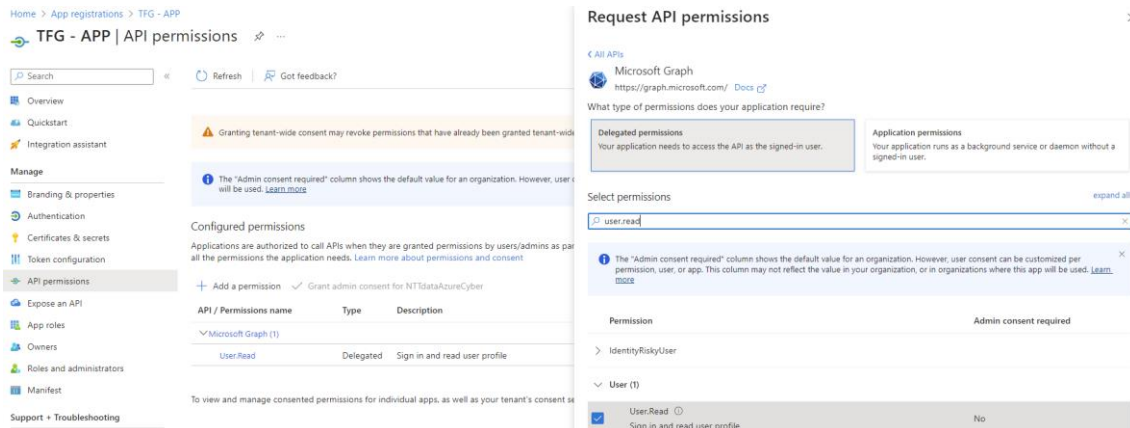 Home > App registrations > TFG - APP
TFG - APP | API permissions
Search
Overview
Quickstart
Integration assistant
Manage
Branding & properties
Authentication
Certificates & secrets
Token configuration
API permissions
Expose an API
App roles
Owners
Roles and administrators
Manifest
Support + Troubleshooting
Refresh
Got feedback?
Granting tenant-wide consent may revoke permissions that have already been granted tenant-wide
The "Admin consent required" column shows the default value for an organization. However, user c
will be used. Learn more
Configured permissions
Applications are authorized to call APIs when they are granted permissions by users/admins as par
all the permissions the application needs. Learn more about permissions and consent
+ Add a permission
Grant admin consent for NTTdataAzureCyber
API / Permissions name Type Description
Microsoft Graph (1)
User.Read Delegated Sign in and read user profile
To view and manage consented permissions for individual apps, as well as your tenant's consent se
Request API permissions
All APIs
Microsoft Graph
https://graph.microsoft.com/ Docs
What type of permissions does your application require?
Delegated permissions
Your application needs to access the API as the signed-in user.
Application permissions
Your application runs as a background service or daemon without a
signed-in user.
Select permissions
expand all
user.read
The "Admin consent required" column shows the default value for an organization. However, user consent can be customized per
permission, user, or app. This column may not reflect the value in your organization, or in organizations where this app will be used. Learn
more
Permission Admin consent required
IdentityRiskyUser
User (1)
User.Read No
Sign in and read user profile